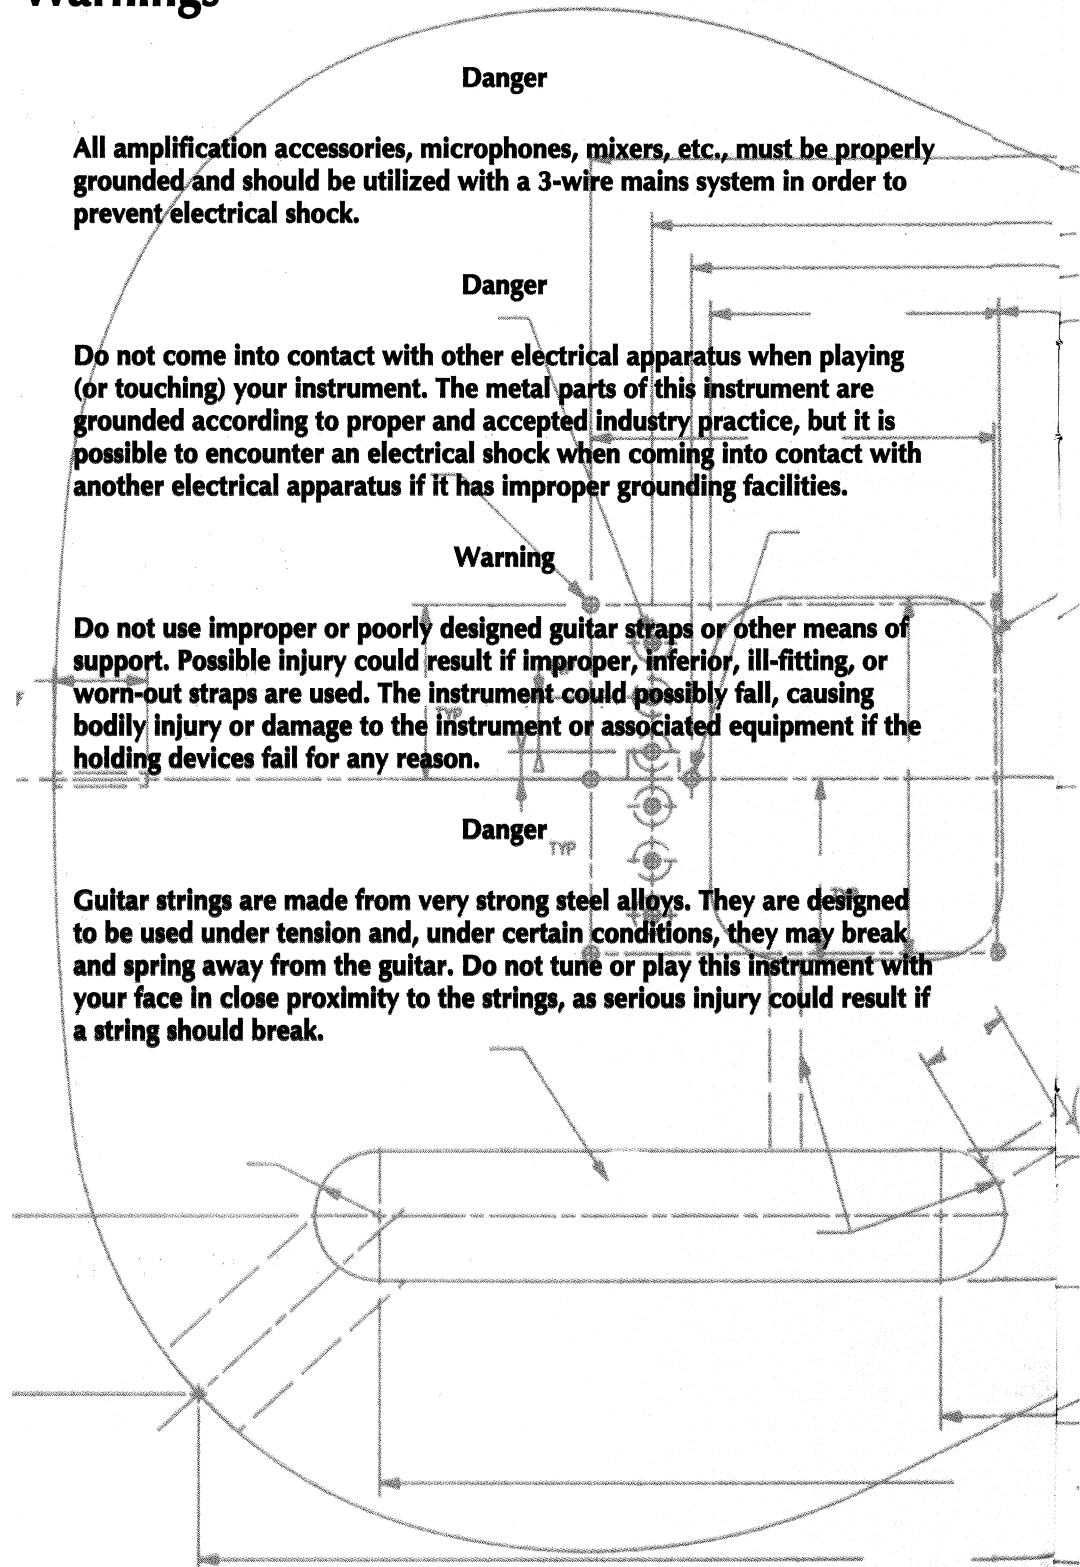 Warnings
Danger
All amplification accessories, microphones, mixers, etc., must be properly
grounded and should be utilized with a 3-wire mains system in order to
prevent electrical shock.
Danger
Do not come into contact with other electrical apparatus when playing
(or touching) your instrument. The metal parts of this instrument are
grounded according to proper and accepted industry practice, but it is
possible to encounter an electrical shock when coming into contact with
another electrical apparatus if it has improper grounding facilities.
Warning
Do not use improper or poorly designed guitar straps or other means of
support. Possible injury could result if improper, inferior, ill-fitting, or
worn-out straps are used. The instrument could possibly fall, causing
TYP
bodily injury or damage to the instrument or associated equipment if the
holding devices fail for any reason.
Danger
TYP
TYP
Guitar strings are made from very strong steel alloys. They are designed
to be used under tension and, under certain conditions, they may break
and spring away from the guitar. Do not tune or play this instrument with
your face in close proximity to the strings, as serious injury could result if
a string should break.